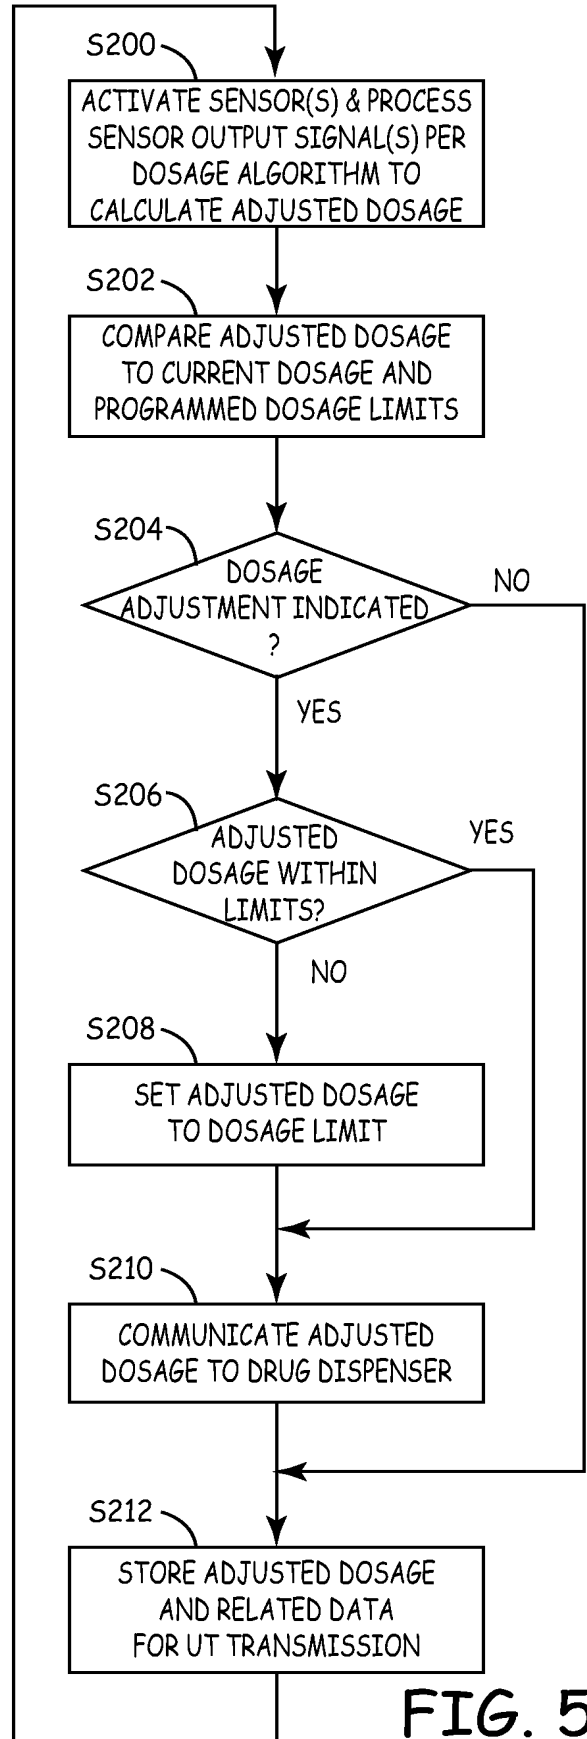 S200
ACTIVATE SENSOR(S) & PROCESS
SENSOR OUTPUT SIGNAL(S) PER
DOSAGE ALGORITHM TO
CALCULATE ADJUSTED DOSAGE
S202
COMPARE ADJUSTED DOSAGE
TO CURRENT DOSAGE AND
PROGRAMMED DOSAGE LIMITS
S204
DOSAGE
ADJUSTMENT INDICATED
?
NO
YES
S206
ADJUSTED
DOSAGE WITHIN
LIMITS?
YES
NO
S208
SET ADJUSTED DOSAGE
TO DOSAGE LIMIT
S210
COMMUNICATE ADJUSTED
DOSAGE TO DRUG DISPENSER
S212
STORE ADJUSTED DOSAGE
AND RELATED DATA
FOR UT TRANSMISSION
FIG. 5